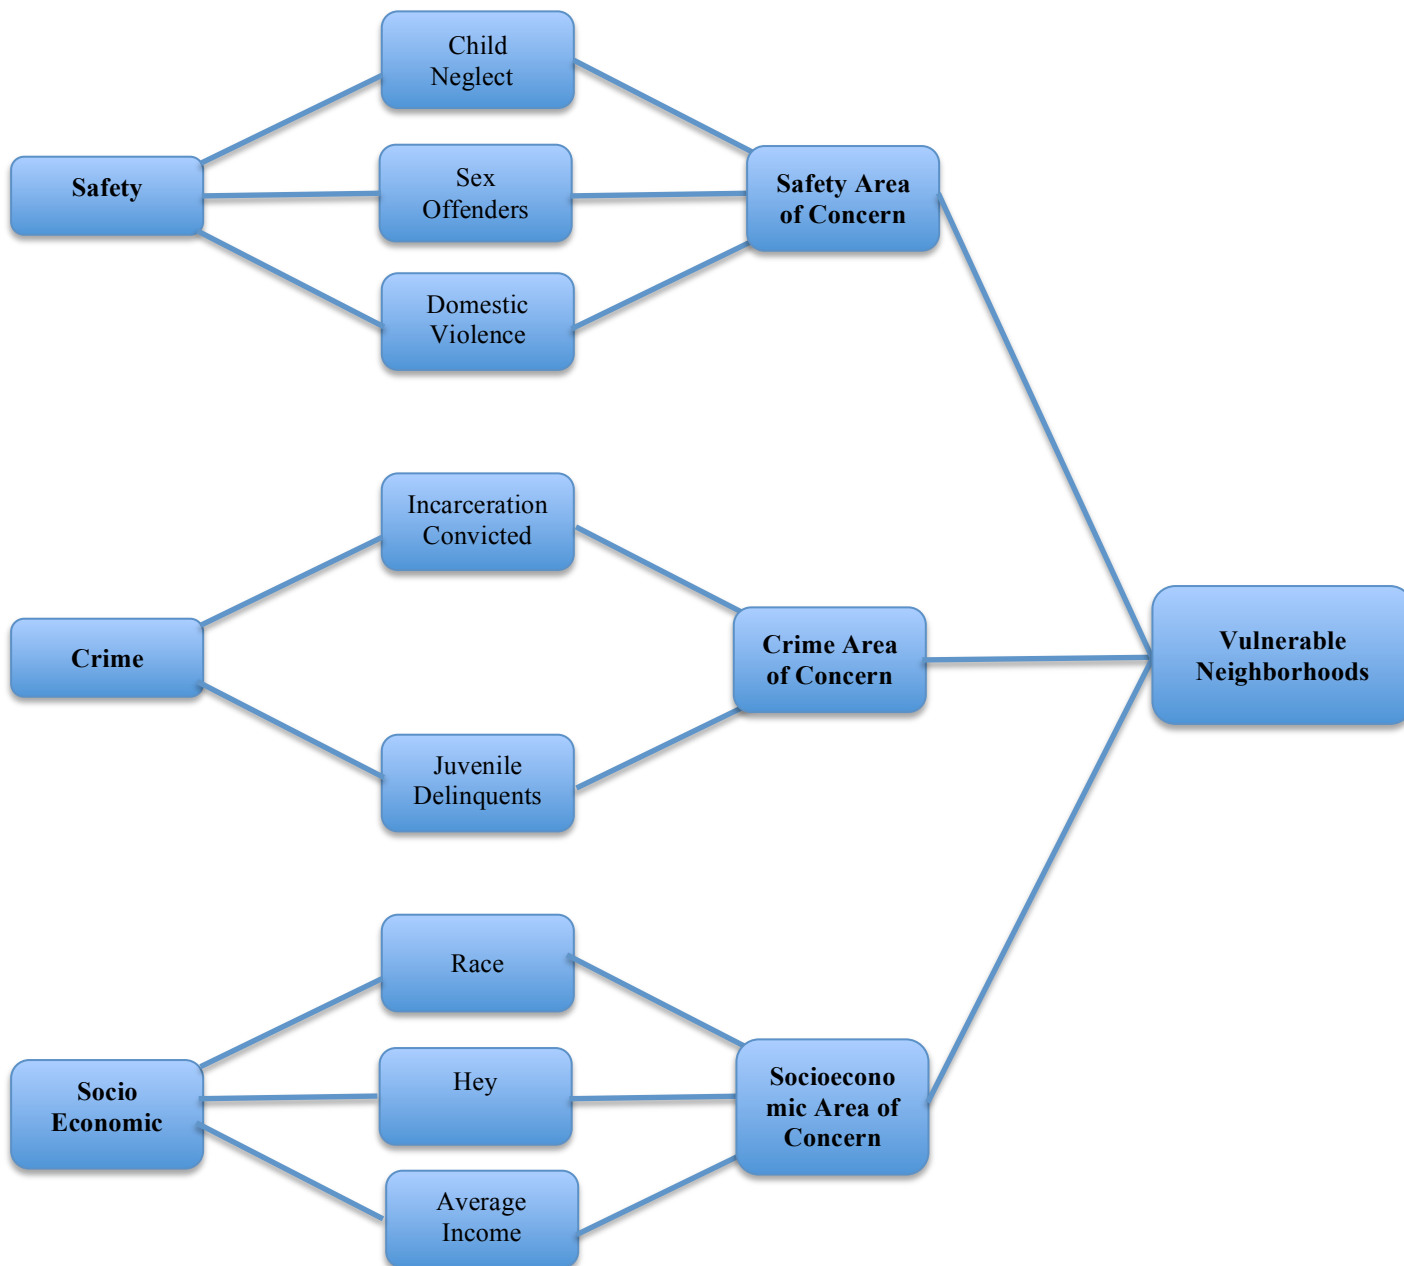 Child
Neglect
Safety
Sex
Offenders
Safety Area
of Concern
Domestic
Violence
Incarceration
Convicted
Crime
Crime Area
of Concern
Vulnerable
Neighborhoods
Juvenile
Delinquents
Race
Socio
Economic
Hey
Socioecono
mic Area of
Concern
Average
Income